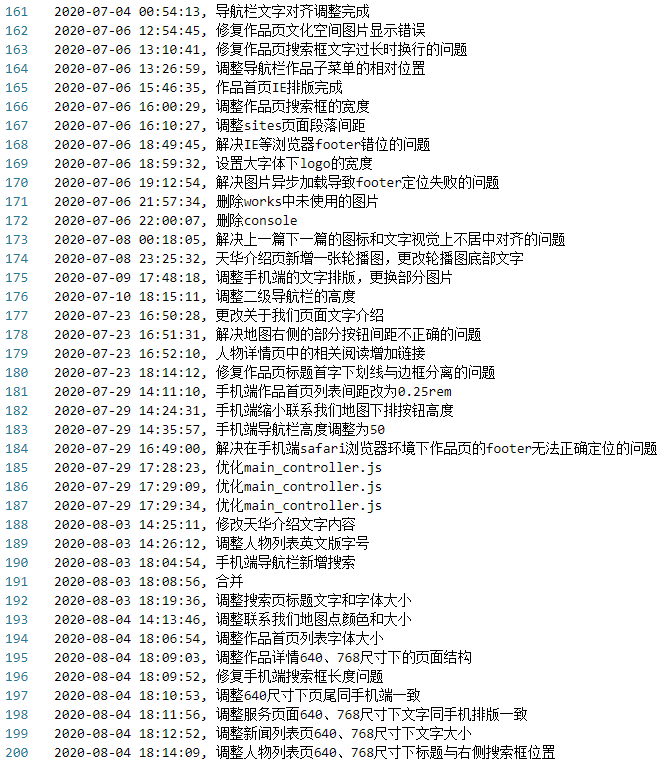 161 2020-07-04 00:54:13, 导航栏文字对齐调整完成
162 2020-07-06 12:54:45, 修复作品页文化空间图片显示错误
163 2020-07-06 13:10:41, 修复作品页搜索框文字过长时换行的问题
164 2020-07-06 13:26:59, 调整导航栏作品子菜单的相对位置
165 2020-07-06 15:46:35, 作品首页IE排版完成
166 2020-07-06 16:00:29, 调整作品页搜索框的宽度
167 2020-07-06 16:10:27, 调整sites页面段落间距
168 2020-07-06 18:49:45, 解决IE等浏览器footer错位的问题
169 2020-07-06 18:59:32, 设置大字体下logo的宽度
170 2020-07-06 19:12:54, 解决图片异步加载导致footer定位失败的问题
171 2020-07-06 21:57:34, 删除works中未使用的图片
172 2020-07-06 22:00:07, 删除console
173 2020-07-08 00:18:05, 解决上一篇下一篇的图标和文字视觉上不居中对齐的问题
174 2020-07-08 23:25:32, 天华介绍页新增一张轮播图，更改轮播图底部文字
175 2020-07-09 17:48:18, 调整手机端的文字排版，更换部分图片
176 2020-07-10 18:15:11, 调整二级导航栏的高度
177 2020-07-23 16:50:28, 更改关于我们页面文字介绍
178 2020-07-23 16:51:31, 解决地图右侧的部分按钮间距不正确的问题
179 2020-07-23 16:52:10, 人物详情页中的相关阅读增加链接
180 2020-07-23 18:14:12, 修复作品页标题首字下划线与边框分离的问题
181 2020-07-29 14:11:10, 手机端作品首页列表间距改为0.25rem
182 2020-07-29 14:24:31, 手机端缩小联系我们地图下排按钮高度
183 2020-07-29 14:35:57, 手机端导航栏高度调整为50
184 2020-07-29 16:49:00, 解决在手机端safari浏览器环境下作品页的footer无法正确定位的问题
185 2020-07-29 17:28:23, 优化main_controller.js
186 2020-07-29 17:29:09, 优化main_controller.js
187 2020-07-29 17:29:34, 优化main_controller.js
188 2020-08-03 14:25:11, 修改天华介绍文字内容
189 2020-08-03 14:26:12, 调整人物列表英文版字号
190 2020-08-03 18:04:54, 手机端导航栏新增搜索
191 2020-08-03 18:08:56, 合并
192 2020-08-03 18:19:36, 调整搜索页标题文字和字体大小
193 2020-08-04 14:13:46, 调整联系我们地图点颜色和大小
194 2020-08-04 18:06:54, 调整作品首页列表字体大小
195 2020-08-04 18:09:03, 调整作品详情640、768尺寸下的页面结构
196 2020-08-04 18:09:52, 修复手机端搜索框长度问题
197 2020-08-04 18:10:53, 调整640尺寸下页尾同手机端一致
198 2020-08-04 18:11:56, 调整服务页面640、768尺寸下文字同手机排版一致
199 2020-08-04 18:12:52, 调整新闻列表页640、768尺寸下文字大小
200 2020-08-04 18:14:09, 调整人物列表页640、768尺寸下标题与右侧搜索框位置